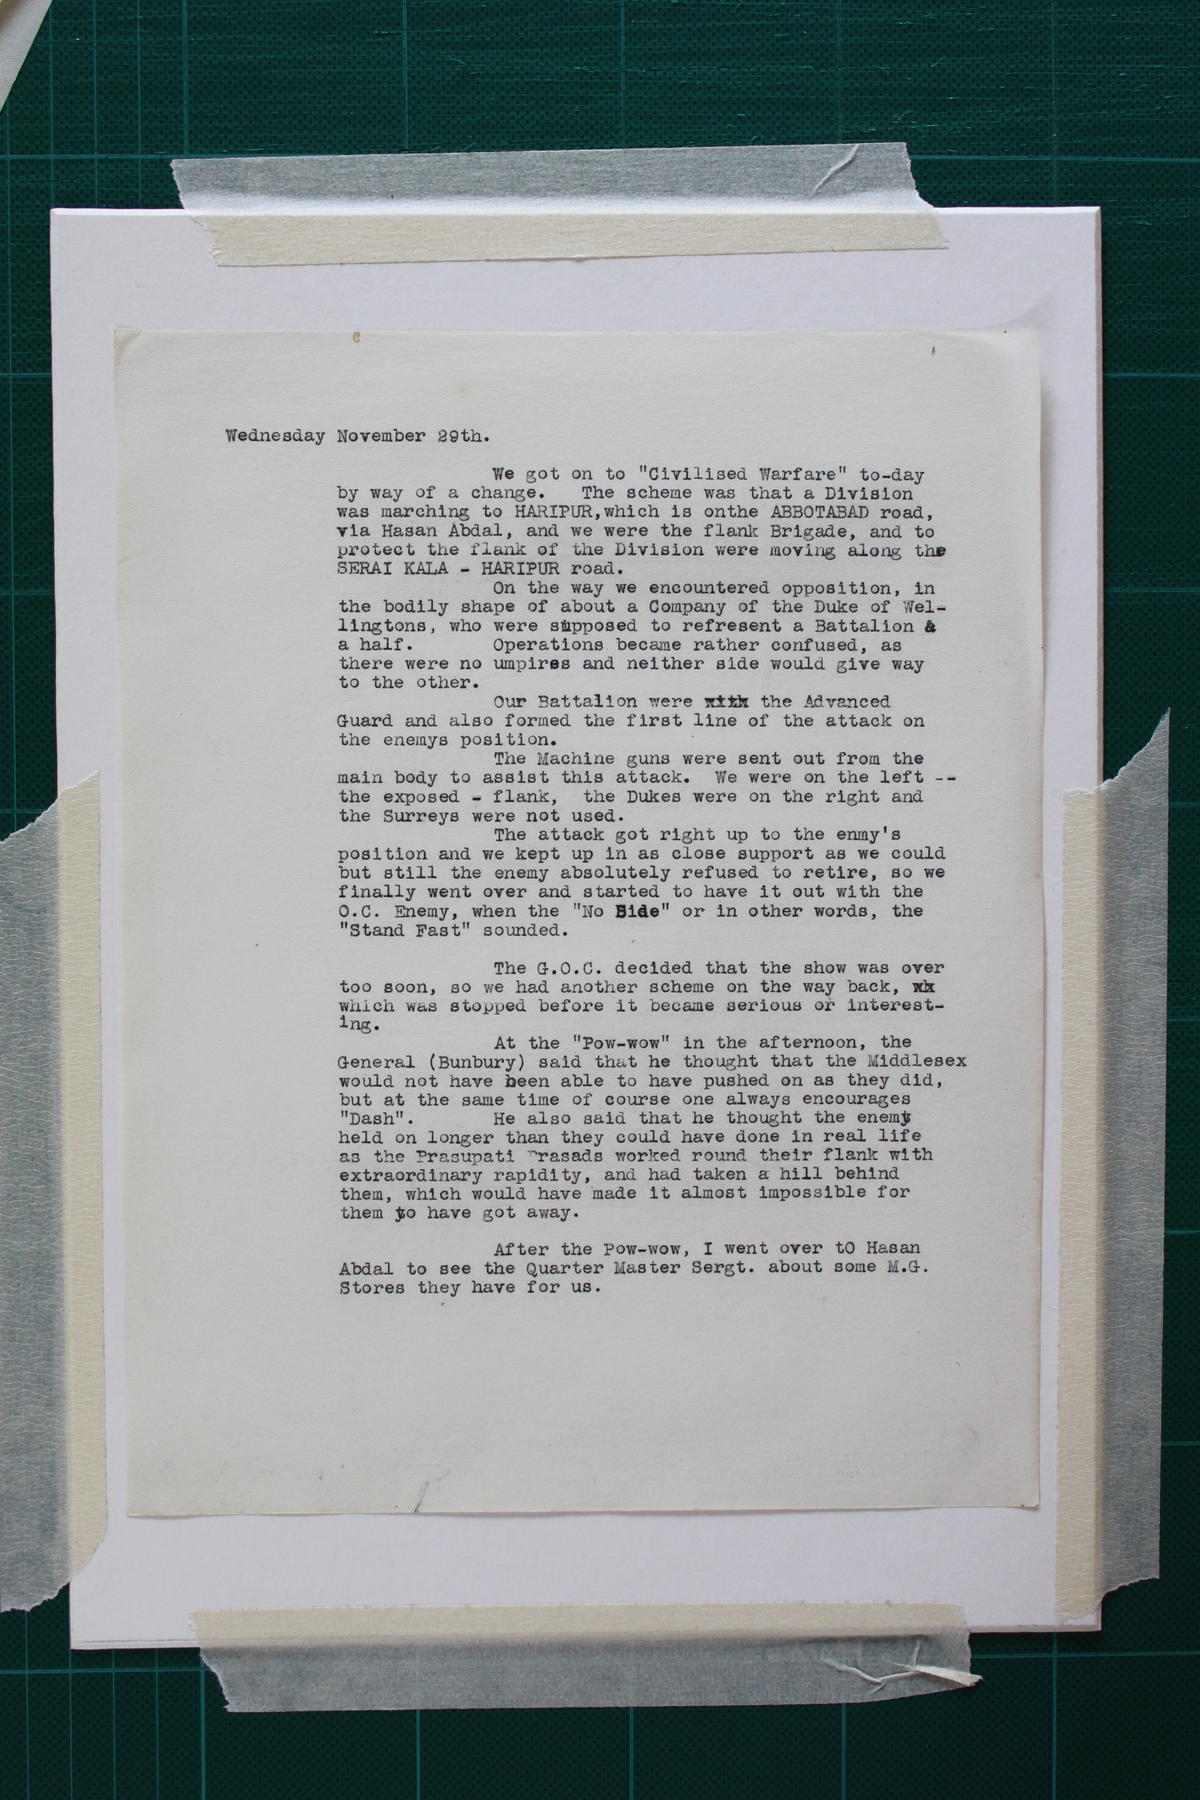 Wednesday November 29th.
We got on to "Civilised Warfare" to-day
by way of a change. The scheme was that a Division
was marching to HARIPUR,which is onthe ABBOTABAD road,
via Hasan Abdal, and we were the flank Brigade, and to
protect the flank of the Division were moving along the
SERAI KALA - HARIPUR road.
On the way we encountered opposition, in
the bodily shape of about a Company of the Duke of Wel-
lingtons, who were supposed to refresent a Battalion &
a half. Operations became rather confused, as
there were no umpires and neither side would give way
to the other.
Our Battalion were the Advanced
Guard and also formed the first line of the attack on
the enemys position.
The Machine guns were sent out from the
main body to assist this attack. We were on the left --
the exposed - flank, the Dukes were on the right and
the Surreys were not used.
The attack got right up to the enmy's
position and we kept up in as close support as we could
but still the enemy absolutely refused to retire, so we
finally went over and started to have it out with the
O.C. Enemy, when the "No Side" or in other words, the
"Stand Fast" sounded.
The G.O.C. decided that the show was over
too soon, so we had another scheme on the way back,
which was stopped before it became serious or interest-
ing.
At the "Pow-wow" in the afternoon, the
General (Bunbury) said that he thought that the Middlesex
would not have been able to have pushed on as they did,
but at the same time of course one always encourages
"Dash". He also said that he thought the enemy
held on longer than they could have done in real life
as the Prasupati Prasads worked round their flank with
extraordinary rapidity, and had taken a hill behind
them, which would have made it almost impossible for
them to have got away.
After the Pow-wow, I went over tO Hasan
Abdal to see the Quarter Master Sergt. about some M.G.
Stores they have for us.